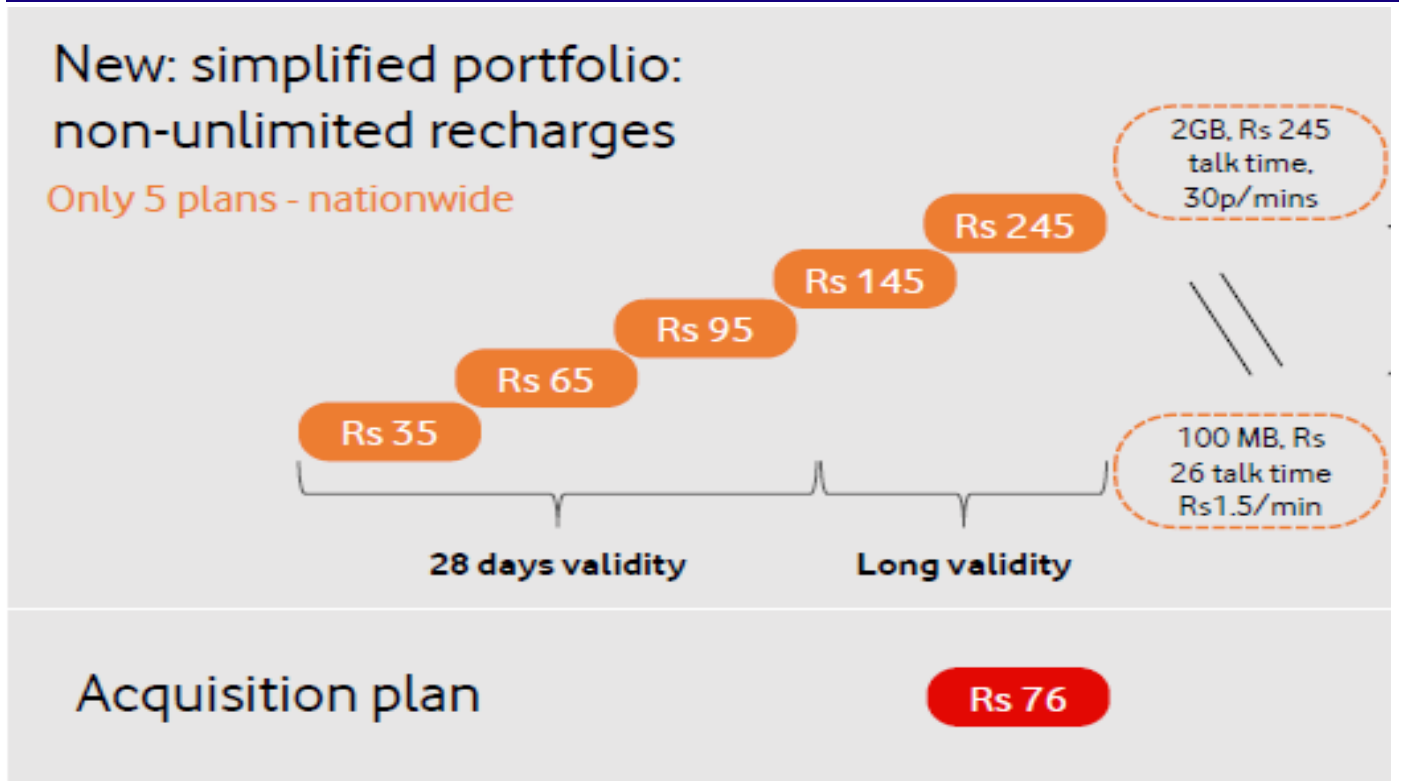 New: simplified portfolio:
non-unlimited recharges
Only 5 plans - nationwide
2GB, Rs 245
talk time,
30p/mins
Rs 245
Rs 145
Rs 95
Rs 65
Rs 35
100 MB, Rs
26 talk time
Rs1.5/min
28 days validity
Long validity
Acquisition plan
Rs 76